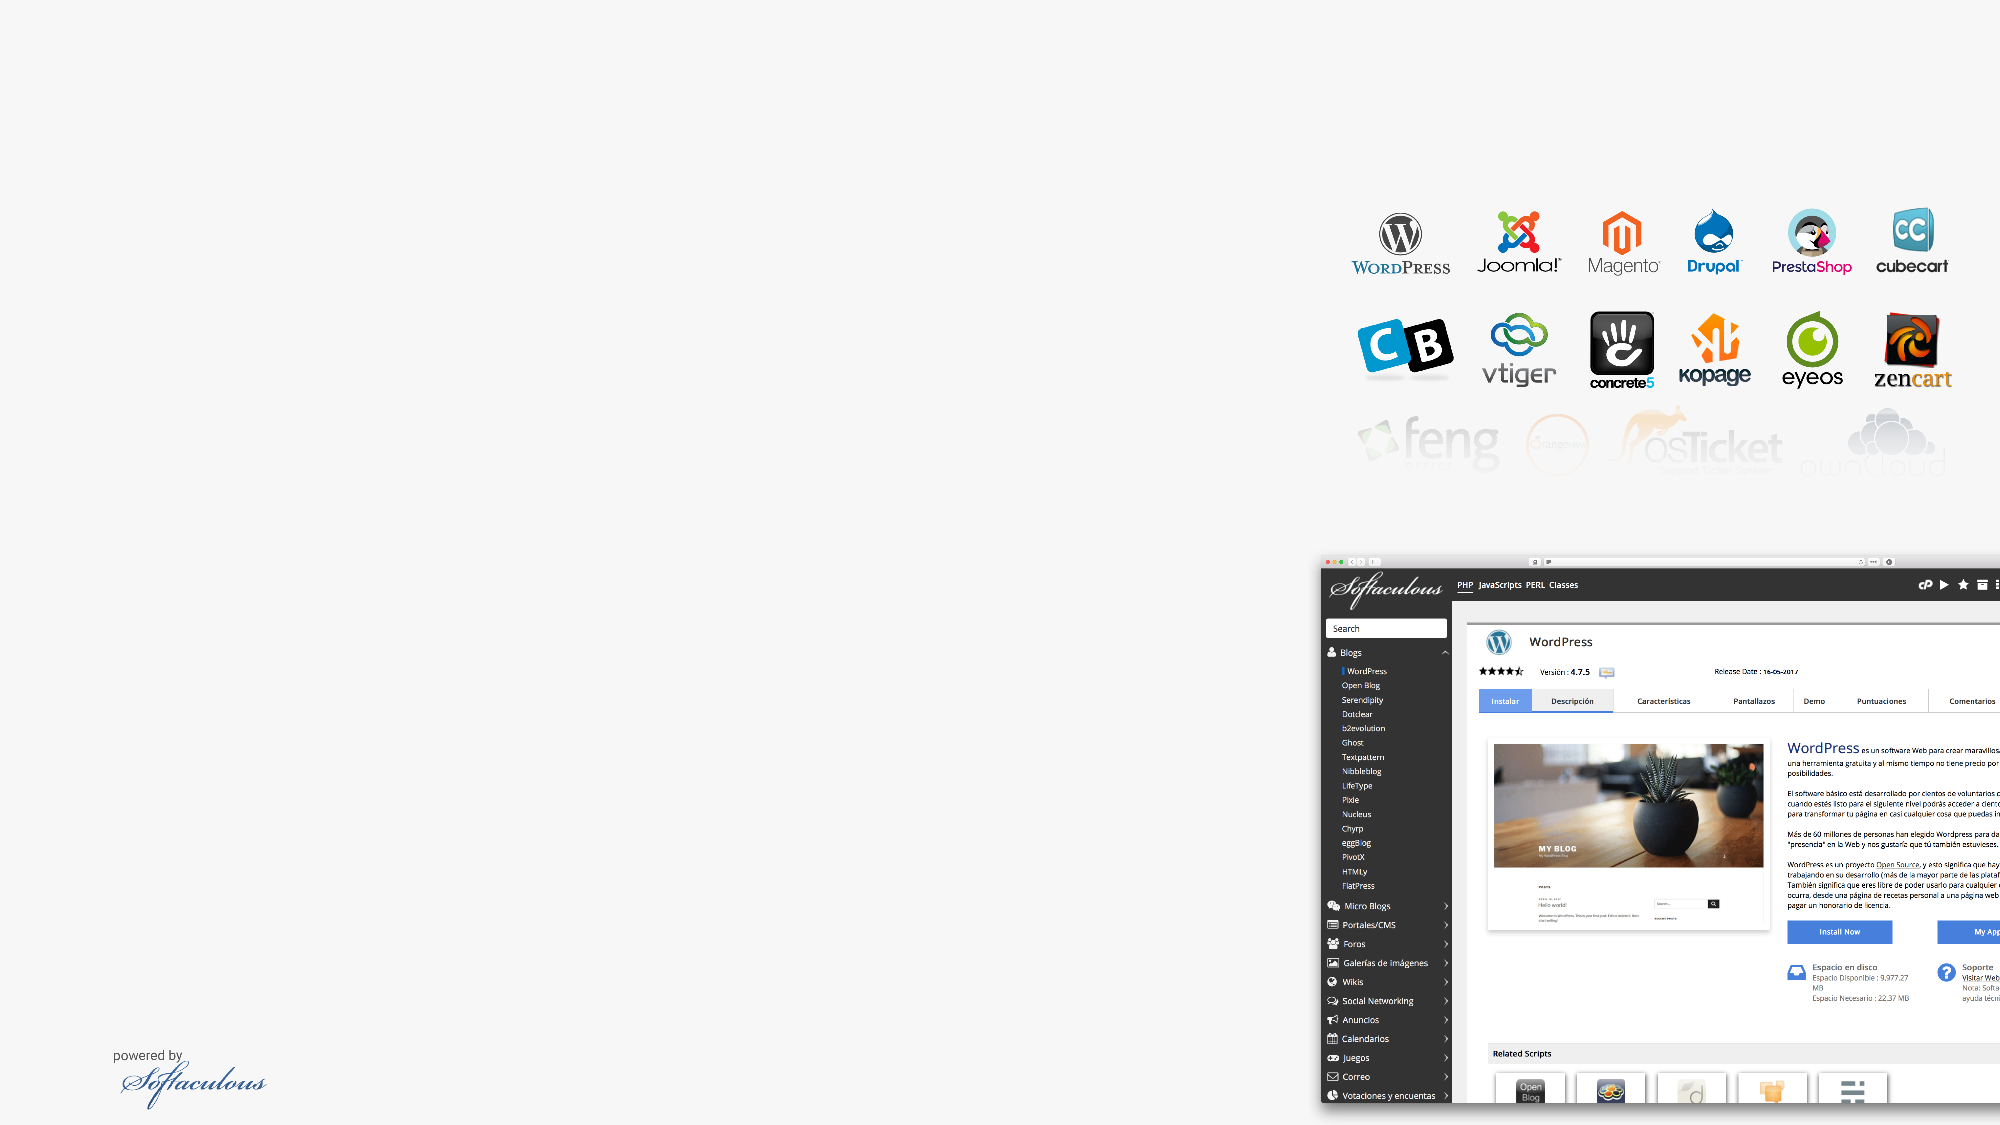 WORDPRESS
Joomla!
Magento
Drupal
PrestaShop
CC
cubecart
C B
vtiger
concrete5
kopage
eyeos
zencart
feng
osTicket
ownCloud
Softaculous
PHP JavaScripts PERL Classes
Search
Blogs
WordPress
Open Blog
Serendipity
Dotclear
b2evolution
Ghost
Textpattern
Nibbleblog
LifeType
Pixie
Nucleus
Chyrp
eggBlog
PivotX
HTMLy
FlatPress
Micro Blogs
Portales/CMS
Foros
Galerías de imágenes
Wikis
Social Networking
Anuncios
Calendarios
Juegos
Correo
Votaciones y encuentas
WordPress
Versión : 4.7.5
Release Date : 16-05-2017
Instalar Descripción Características Pantallazos Demo Puntuaciones Comentarios
MY BLOG
Hello world!
WordPress es un software Web para crear maravillos
una herramienta gratuita y al mismo tiempo no tiene precio por
posibilidades.
El software básico está desarrollado por cientos de voluntarios
cuando estés listo para el siguiente nivel podrás acceder a
para transformar tu página en casi cualquier cosa que puedas
Más de 60 millones de personas han elegido Wordpress para
"presencia" en la Web y nos gustaría que tú también estuvieses.
WordPress es un proyecto Open Source, y esto significa que hay
trabajando en su desarrollo (más de la mayor parte de las
También significa que eres libre de poder usarlo para cualquier
ocurra, desde una página de recetas personal a una página web
pagar un honorario de licencia.
Install Now
My App
Espacio en disco
Espacio Disponible : 9,977.27
MB
Espacio Necesario : 22.37 MB
Soporte
Visitar Web
Nota: Softa
ayuda técni
Related Scripts
Open
Blog
powered by
Softaculous